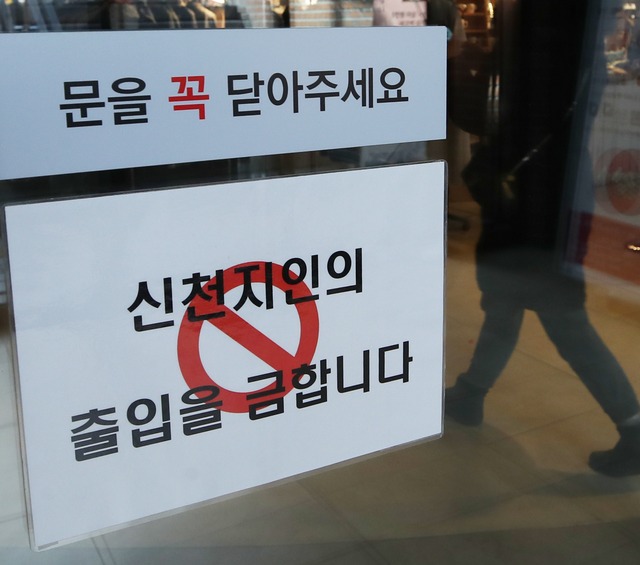 문을 꼭 닫아주세요
신천지인의
출입을 금합니다